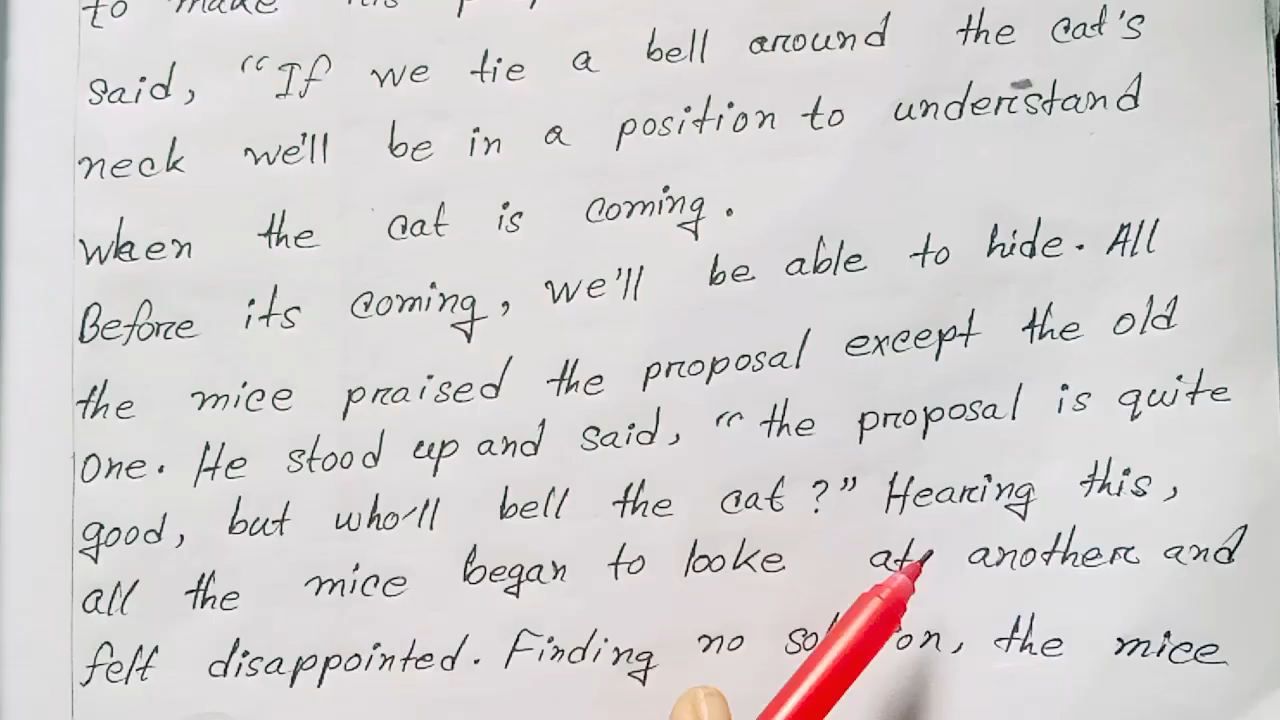 to make
said, "If we tie a bell around the cat's
neck we'll be in a position to understand
when the cat is coming.
Before its coming, we'll be able to hide. All
the mice praised the proposal except the old
one. He stood up and said, "the proposal is quite
good, but who'll bell the cat?" Hearing this,
all the mice began to looke at another and
felt disappointed. Finding no the mice